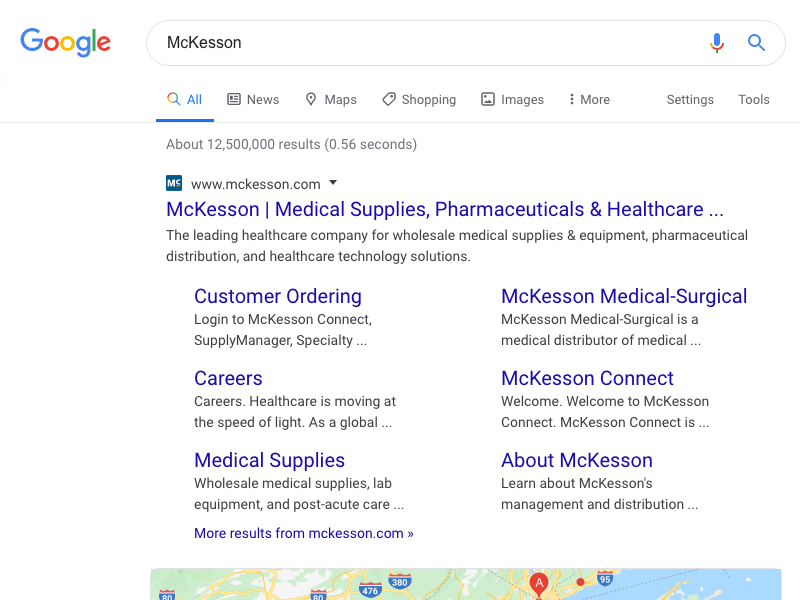 Google
McKesson
All News Maps Shopping Images More Settings Tools
About 12,500,000 results (0.56 seconds)
MC www.mckesson.com
McKesson | Medical Supplies, Pharmaceuticals & Healthcare ...
The leading healthcare company for wholesale medical supplies & equipment, pharmaceutical
distribution, and healthcare technology solutions.
Customer Ordering
Login to McKesson Connect,
SupplyManager, Specialty ...
McKesson Medical-Surgical
McKesson Medical-Surgical is a
medical distributor of medical ...
Careers
Careers. Healthcare is moving at
the speed of light. As a global ...
McKesson Connect
Welcome. Welcome to McKesson
Connect. McKesson Connect is ...
Medical Supplies
Wholesale medical supplies, lab
equipment, and post-acute care ...
About McKesson
Learn about McKesson's
management and distribution ...
More results from mckesson.com »
80 80 476 380 A 95